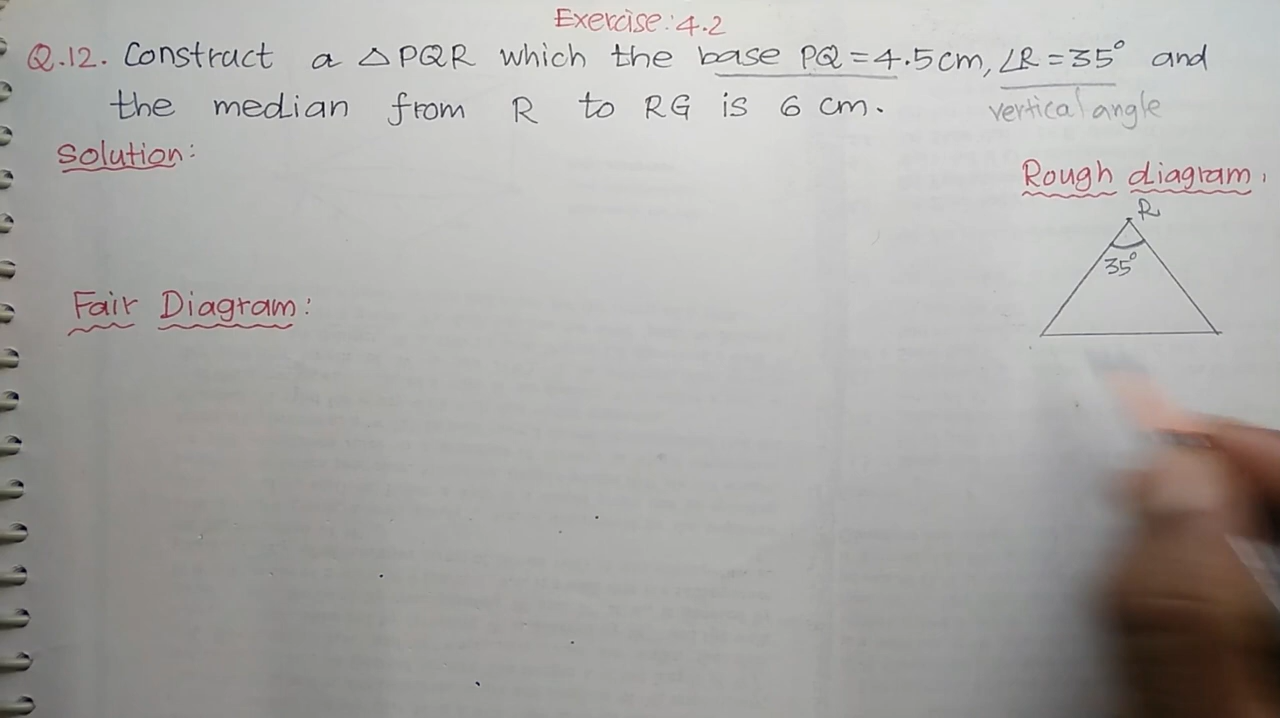 Exercise: 4.2
Q.12. Construct a △PQR which the base PQ = 4.5cm, ∠R = 35° and
the median from R to RG is 6 cm.
vertical angle
Solution:
Rough diagram.
R
35°
Fair Diagram: